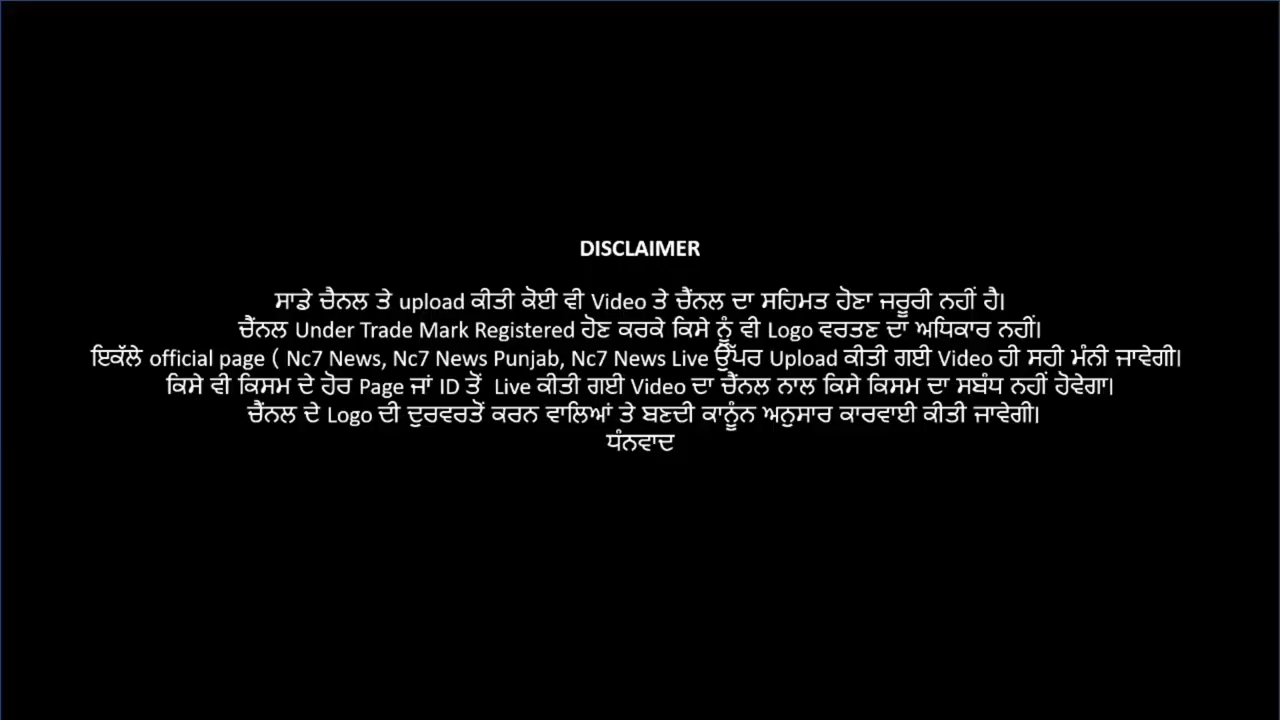 DISCLAIMER
ਸਾਡੇ ਚੈਨਲ ਤੇ upload ਕੀਤੀ ਕੋਈ ਵੀ Video ਤੇ ਚੈਂਨਲ ਦਾ ਸਹਿਮਤ ਹੋਣਾ ਜਰੂਰੀ ਨਹੀਂ ਹੈ।
ਚੈਂਨਲ Under Trade Mark Registered ਹੋਣ ਕਰਕੇ ਕਿਸੇ ਨੂੰ ਵੀ Logo ਵਰਤਣ ਦਾ ਅਧਿਕਾਰ ਨਹੀਂ।
ਇਕੱਲੇ official page ( Nc7 News, Nc7 News Punjab, Nc7 News Live ਉੱਪਰ Upload ਕੀਤੀ ਗਈ Video ਹੀ ਸਹੀ ਮੰਨੀ ਜਾਵੇਗੀ।
ਕਿਸੇ ਵੀ ਕਿਸਮ ਦੇ ਹੋਰ Page ਜਾਂ ID ਤੋਂ Live ਕੀਤੀ ਗਈ Video ਦਾ ਚੈਂਨਲ ਨਾਲ ਕਿਸੇ ਕਿਸਮ ਦਾ ਸਬੰਧ ਨਹੀਂ ਹੋਵੇਗਾ।
ਚੈਂਨਲ ਦੇ Logo ਦੀ ਦੁਰਵਰਤੋਂ ਕਰਨ ਵਾਲਿਆਂ ਤੇ ਬਣਦੀ ਕਾਨੂੰਨ ਅਨੁਸਾਰ ਕਾਰਵਾਈ ਕੀਤੀ ਜਾਵੇਗੀ।
ਧੰਨਵਾਦ